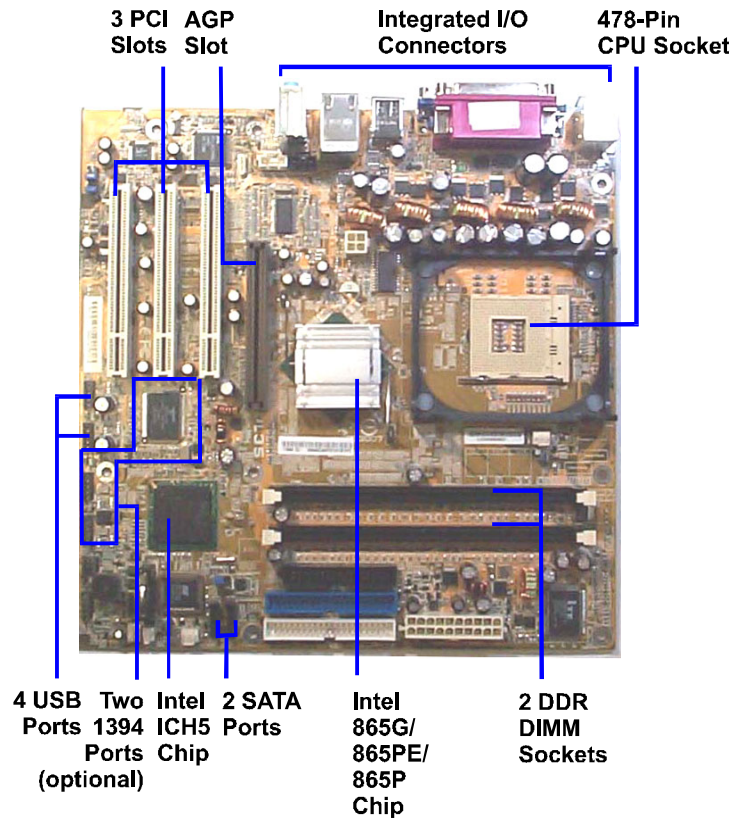 3 PCI
Slots
AGP
Slot
Integrated I/O
Connectors
478-Pin
CPU Socket
4 USB
Ports
Two
1394
Ports
(optional)
Intel
ICH5
Chip
2 SATA
Ports
Intel
865G/
865PE/
865P
Chip
2 DDR
DIMM
Sockets